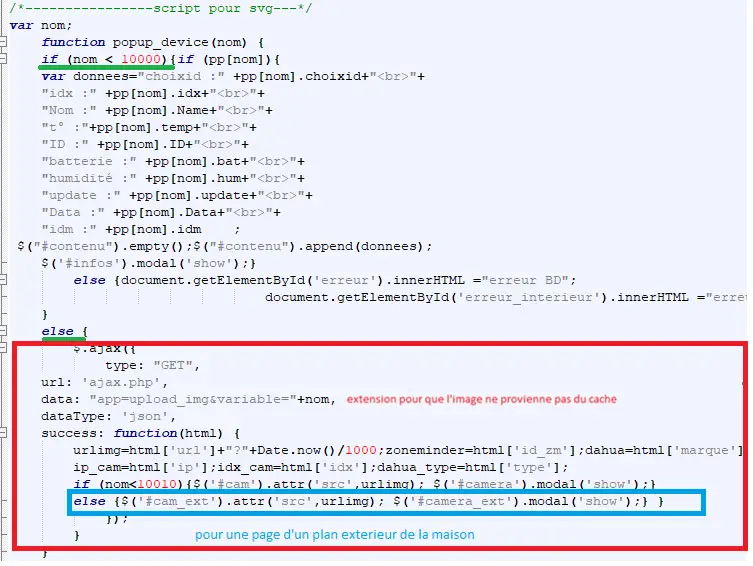 /*----------------script pour svg---*/
var nom;
function popup_device(nom) {
if (nom < 10000){if (pp[nom]){
var donnees="choixid :" +pp[nom].choixid+"<br>"+
"idx :" +pp[nom].idx+"<br>"+
"Nom :" +pp[nom].Name+"<br>"+
"t° :"+pp[nom].temp+"<br>"+
"ID :" +pp[nom].ID+"<br>"+
"batterie :" +pp[nom].bat+"<br>"+
"humidité :" +pp[nom].hum+"<br>"+
"update :" +pp[nom].update+"<br>"+
"Data :" +pp[nom].Data+"<br>"+
"idm :" +pp[nom].idm ;
$("#contenu").empty();$("#contenu").append(donnees);
$('#infos').modal('show');}
else {document.getElementById('erreur').innerHTML ="erreur BD";
document.getElementById('erreur_interieur').innerHTML ="erre
}
else {
$.ajax({
type: "GET",
url: 'ajax.php',
data: "app=upload_img&variable="+nom, extension pour que l'image ne provienne pas du cache
dataType: 'json',
success: function(html) {
urlimg=html['url']+"?"+Date.now()/1000;zoneminder=html['id_zm'];dahua=html['marque']
ip_cam=html['ip'];idx_cam=html['idx'];dahua_type=html['type'];
if (nom<10010){$('#cam').attr('src',urlimg); $('#camera').modal('show');}
else {$('#cam_ext').attr('src',urlimg); $('#camera_ext').modal('show');} }
});
} pour une page d'un plan exterieur de la maison
}